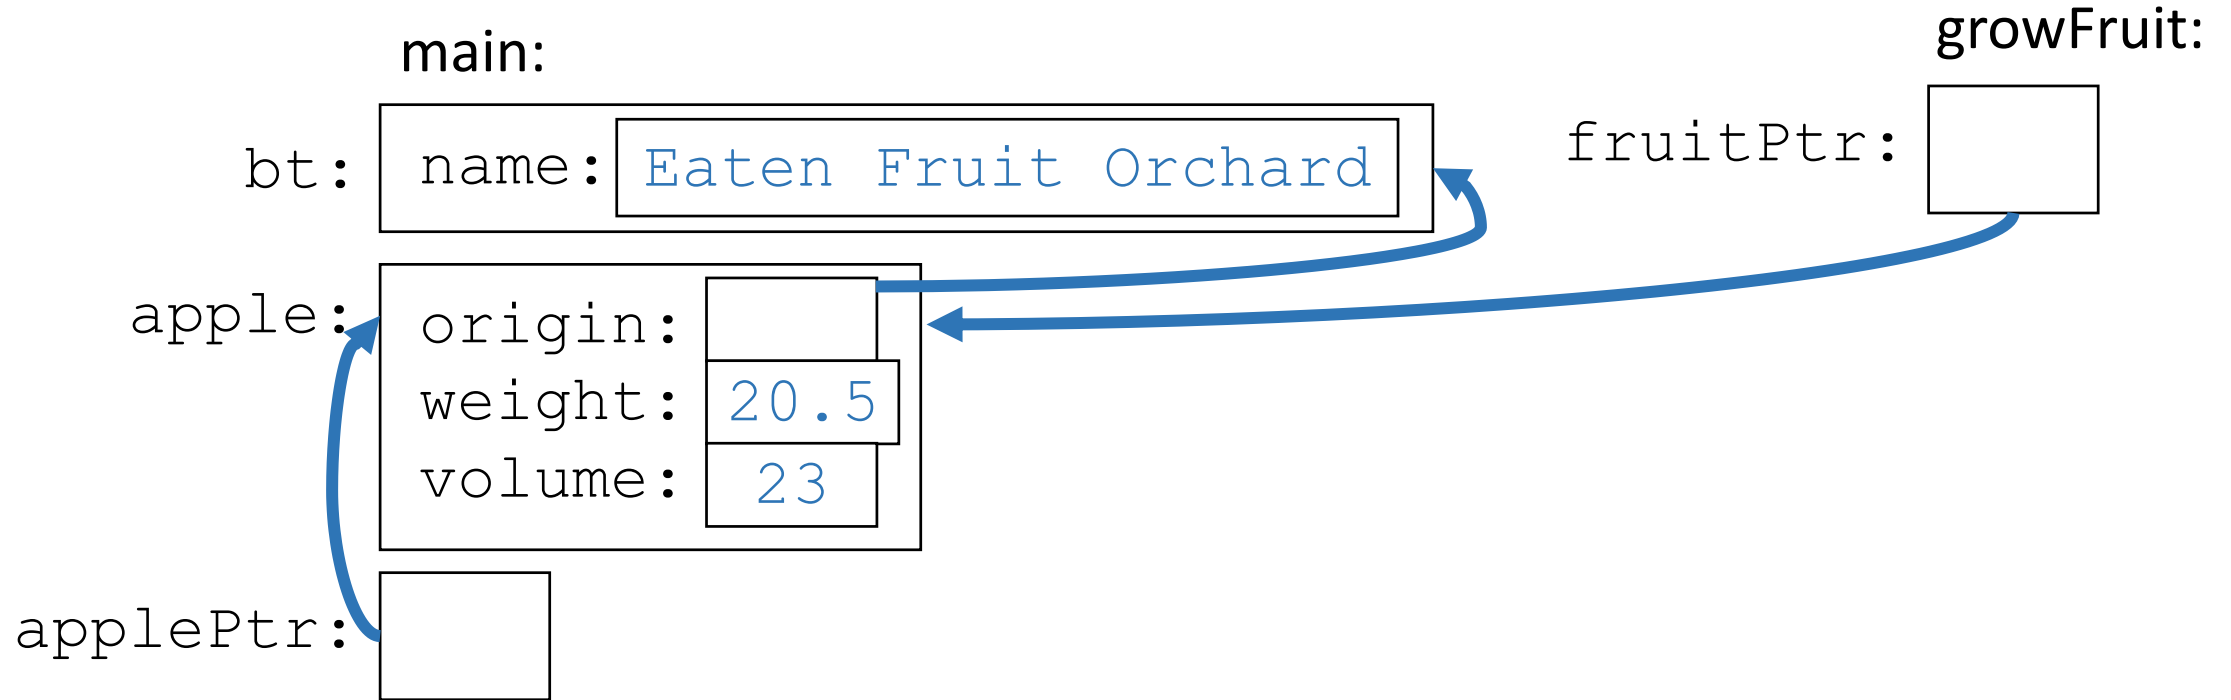 main:
growFruit:
bt: name: Eaten Fruit Orchard
fruitPtr:
apple: origin:
weight: 20.5
volume: 23
applePtr: